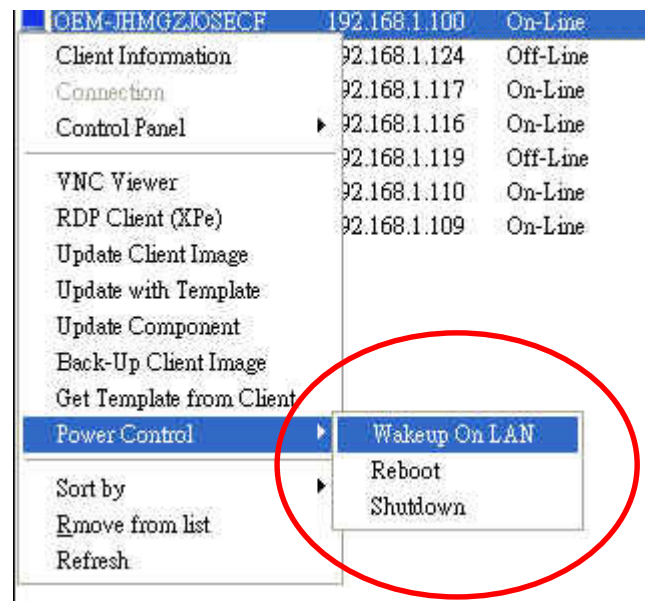 OEM-JHMGZJOSECF 192.168.1.100 On-Line
Client Information 92.168.1.124 Off-Line
Connection 92.168.1.117 On-Line
Control Panel 92.168.1.116 On-Line
92.168.1.119 Off-Line
VNC Viewer 92.168.1.110 On-Line
RDP Client (XPe) 92.168.1.109 On-Line
Update Client Image
Update with Template
Update Component
Back-Up Client Image
Get Template from Client
Power Control Wakeup On LAN
Reboot
Sort by Shutdown
Rmove from list
Refresh